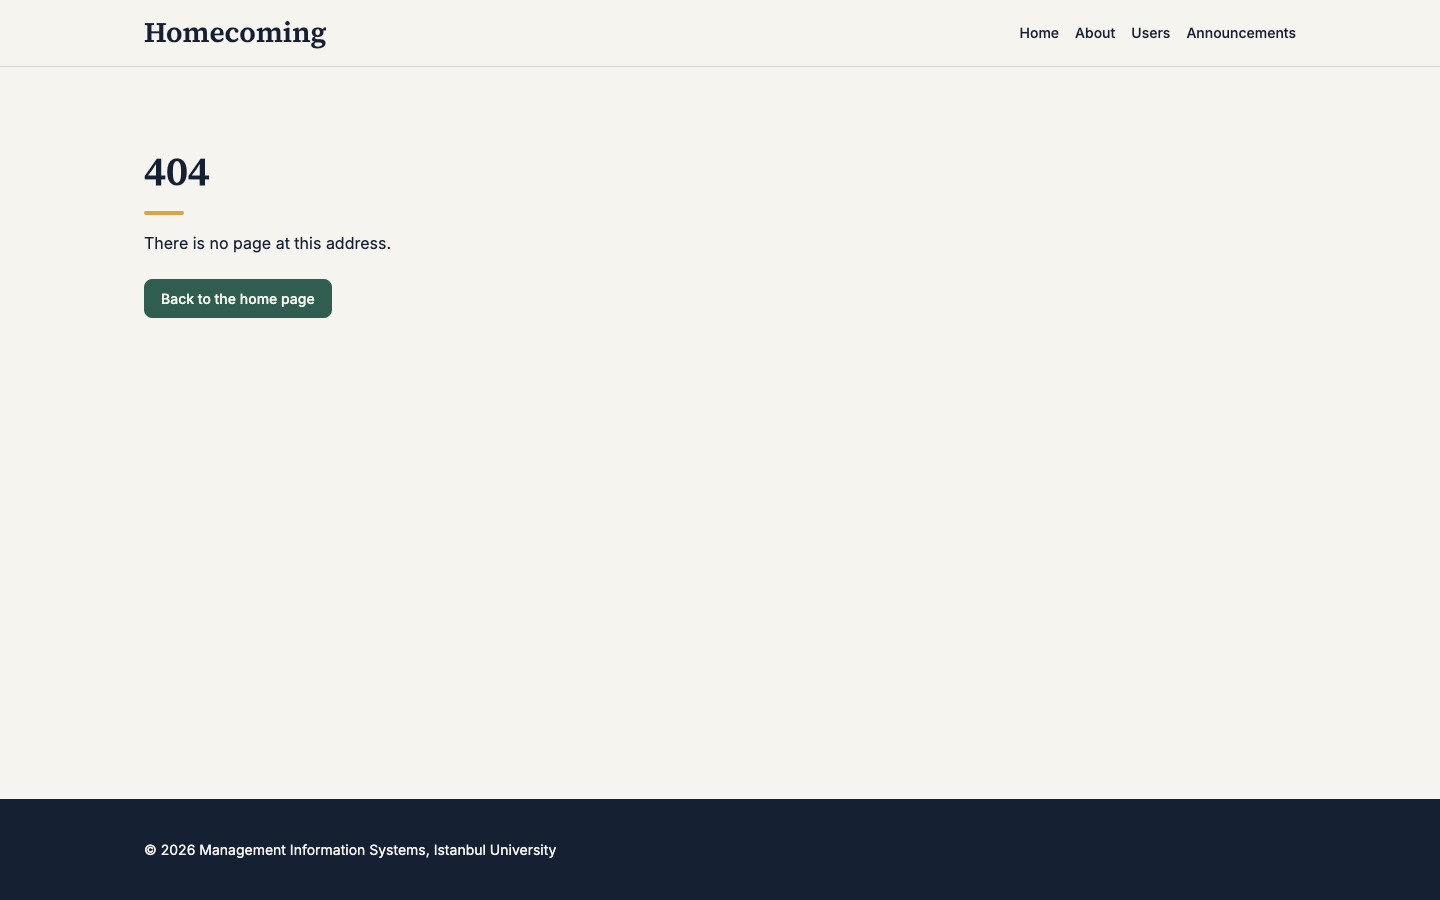 Homecoming
Home About Users Announcements
404
There is no page at this address.
Back to the home page
© 2026 Management Information Systems, Istanbul University